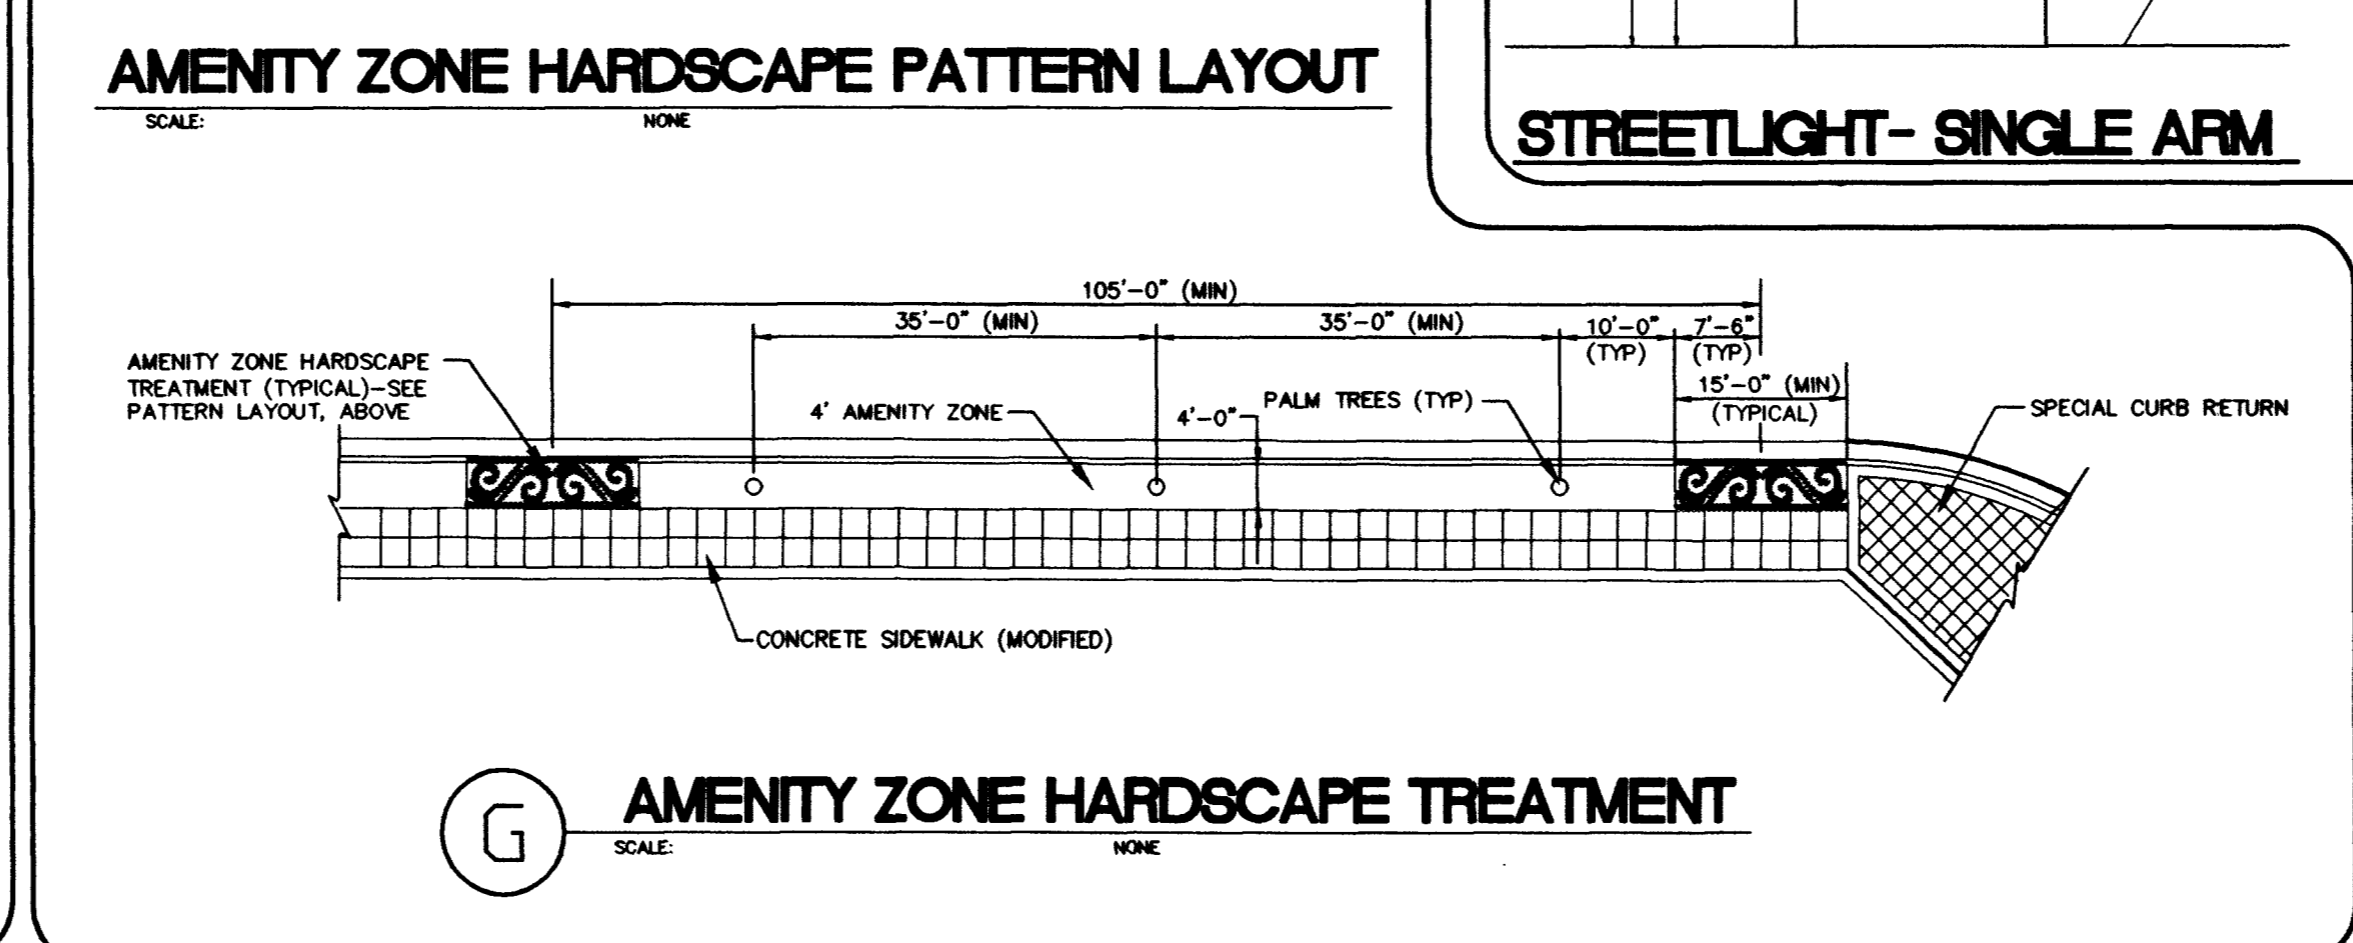 AMENITY ZONE HARDSCAPE PATTERN LAYOUT
SCALE: NONE
STREETLIGHT- SINGLE ARM
105'-0" (MIN)
35'-0" (MIN)
35'-0" (MIN)
10'-0"
(TYP)
7'-6"
(TYP)
15'-0" (MIN)
(TYPICAL)
AMENITY ZONE HARDSCAPE
TREATMENT (TYPICAL)-SEE
PATTERN LAYOUT, ABOVE
4' AMENITY ZONE
4'-0"
PALM TREES (TYP)
SPECIAL CURB RETURN
CONCRETE SIDEWALK (MODIFIED)
G
AMENITY ZONE HARDSCAPE TREATMENT
SCALE: NONE